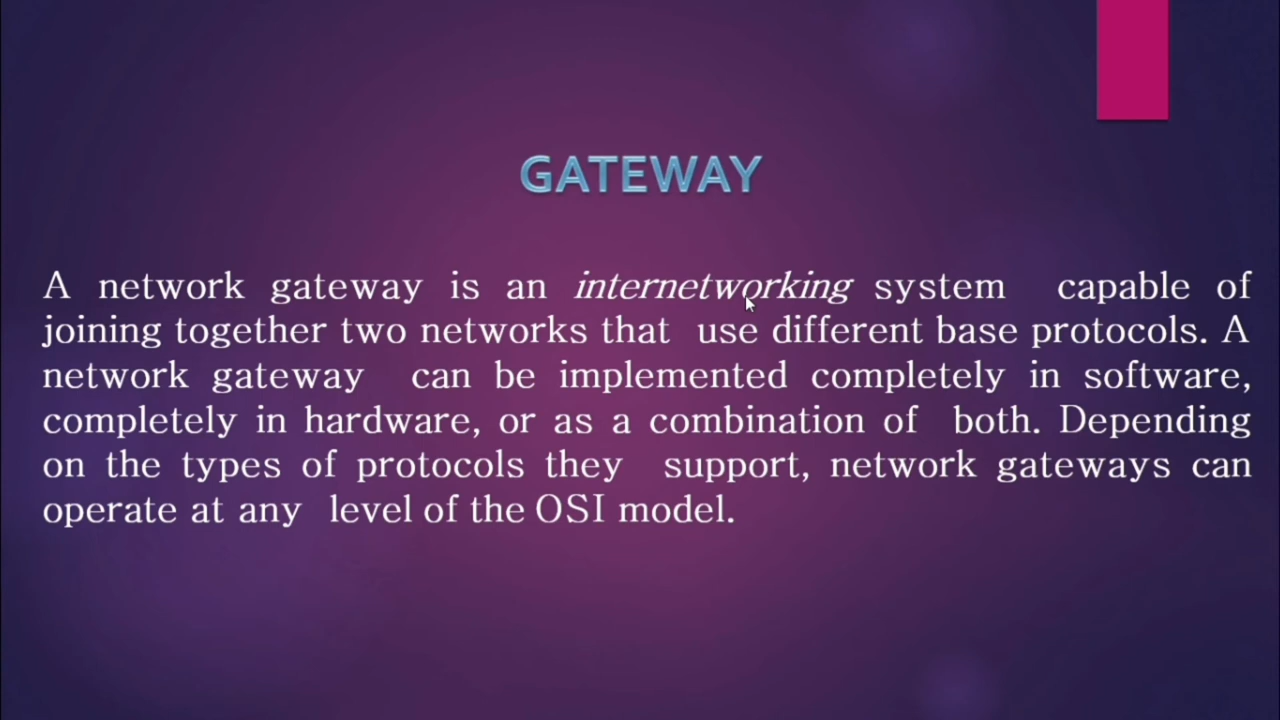 GATEWAY
A network gateway is an internetworking system capable of
joining together two networks that use different base protocols. A
network gateway can be implemented completely in software,
completely in hardware, or as a combination of both. Depending
on the types of protocols they support, network gateways can
operate at any level of the OSI model.